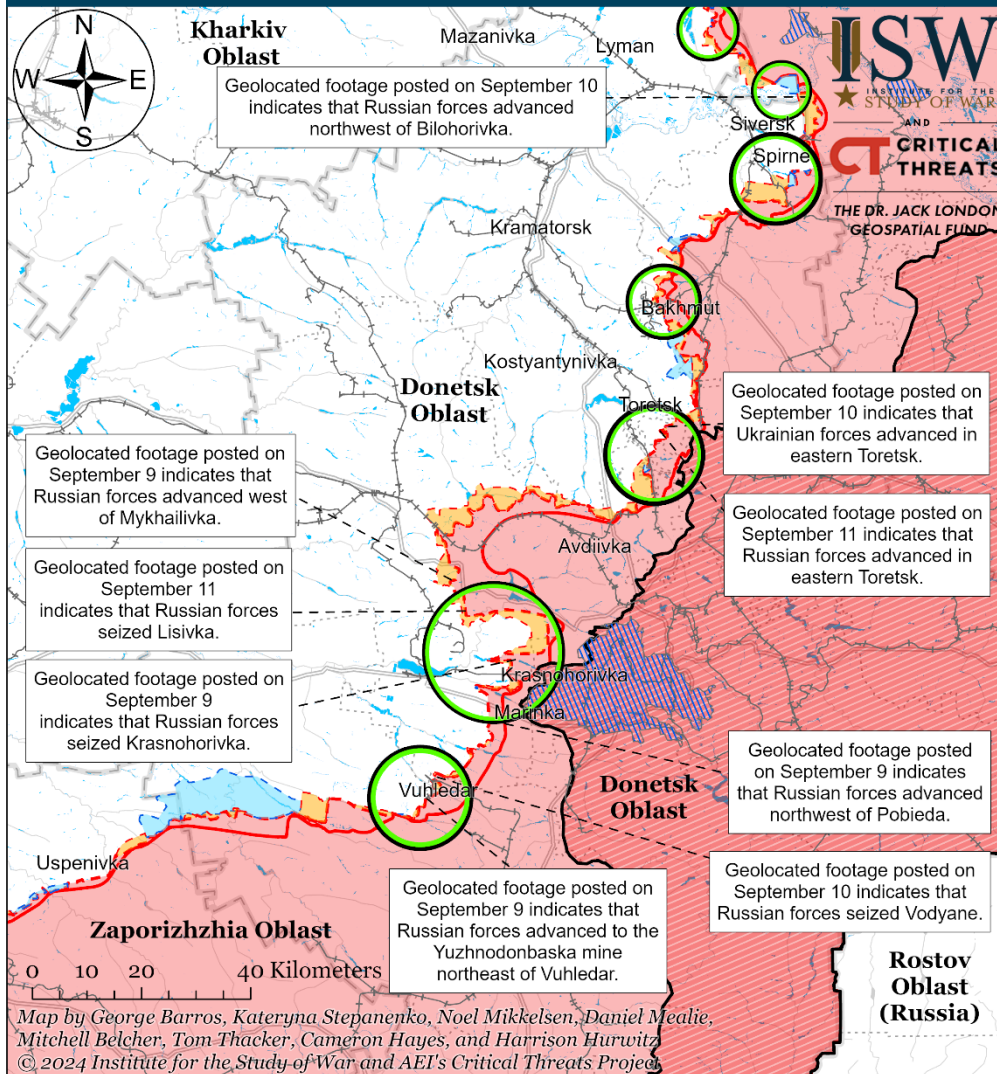 N
W
E
S
Kharkiv
Oblast
Mazanivka
Lyman
ISW
INSTITUTE FOR THE
STUDY OF WAR
AND
CRITICAL
THREATS
THE DR. JACK LONDON
GEOSPATIAL FUND
Geolocated footage posted on September 10
indicates that Russian forces advanced
northwest of Bilohorivka.
Siversk
Spirne
Kramatorsk
Bakhmut
Kostyantynivka
Donetsk
Oblast
Toretsk
Geolocated footage posted on
September 10 indicates that
Ukrainian forces advanced in
eastern Toretsk.
Geolocated footage posted on
September 9 indicates that
Russian forces advanced west
of Mykhailivka.
Geolocated footage posted on
September 11 indicates that
Russian forces advanced in
eastern Toretsk.
Avdiivka
Geolocated footage posted on
September 11
indicates that Russian forces
seized Lisivka.
Geolocated footage posted on
September 9
indicates that Russian forces
seized Krasnohorivka.
Krasnohorivka
Marinka
Geolocated footage posted
on September 9 indicates
that Russian forces advanced
northwest of Pobieda.
Donetsk
Oblast
Vuhledar
Uspenivka
Geolocated footage posted on
September 10 indicates that
Russian forces seized Vodyane.
Geolocated footage posted on
September 9 indicates that
Russian forces advanced to the
Yuzhnodonbaska mine
northeast of Vuhledar.
Zaporizhzhia Oblast
Rostov
Oblast
(Russia)
0 10 20 40 Kilometers
Map by George Barros, Kateryna Stepanenko, Noel Mikkelsen, Daniel Mealie,
Mitchell Belcher, Tom Thacker, Cameron Hayes, and Harrison Hurwitz
© 2024 Institute for the Study of War and AEI's Critical Threats Project